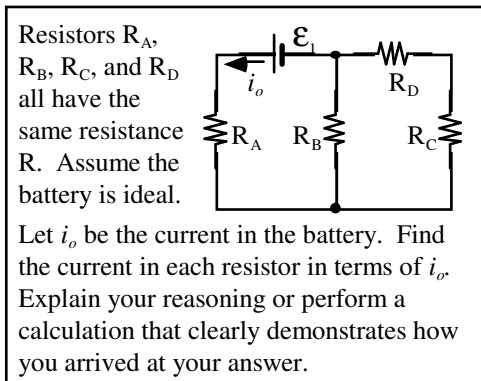 Resistors R_A,
R_B, R_C, and R_D
all have the
same resistance
R. Assume the
battery is ideal.
ℰ₁
i_o
R_D
R_A
R_B
R_C
Let i_o be the current in the battery. Find
the current in each resistor in terms of i_o.
Explain your reasoning or perform a
calculation that clearly demonstrates how
you arrived at your answer.